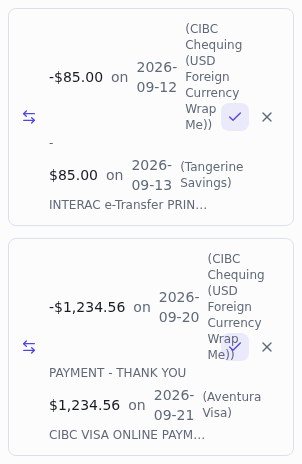 -$85.00 on 2026-09-12 (CIBC Chequing (USD Foreign Currency Wrap Me))
-
$85.00 on 2026-09-13 (Tangerine Savings)
INTERAC e-Transfer PRIN…
-$1,234.56 on 2026-09-20 (CIBC Chequing (USD Foreign Currency Wrap Me))
PAYMENT - THANK YOU
$1,234.56 on 2026-09-21 (Aventura Visa)
CIBC VISA ONLINE PAYM…